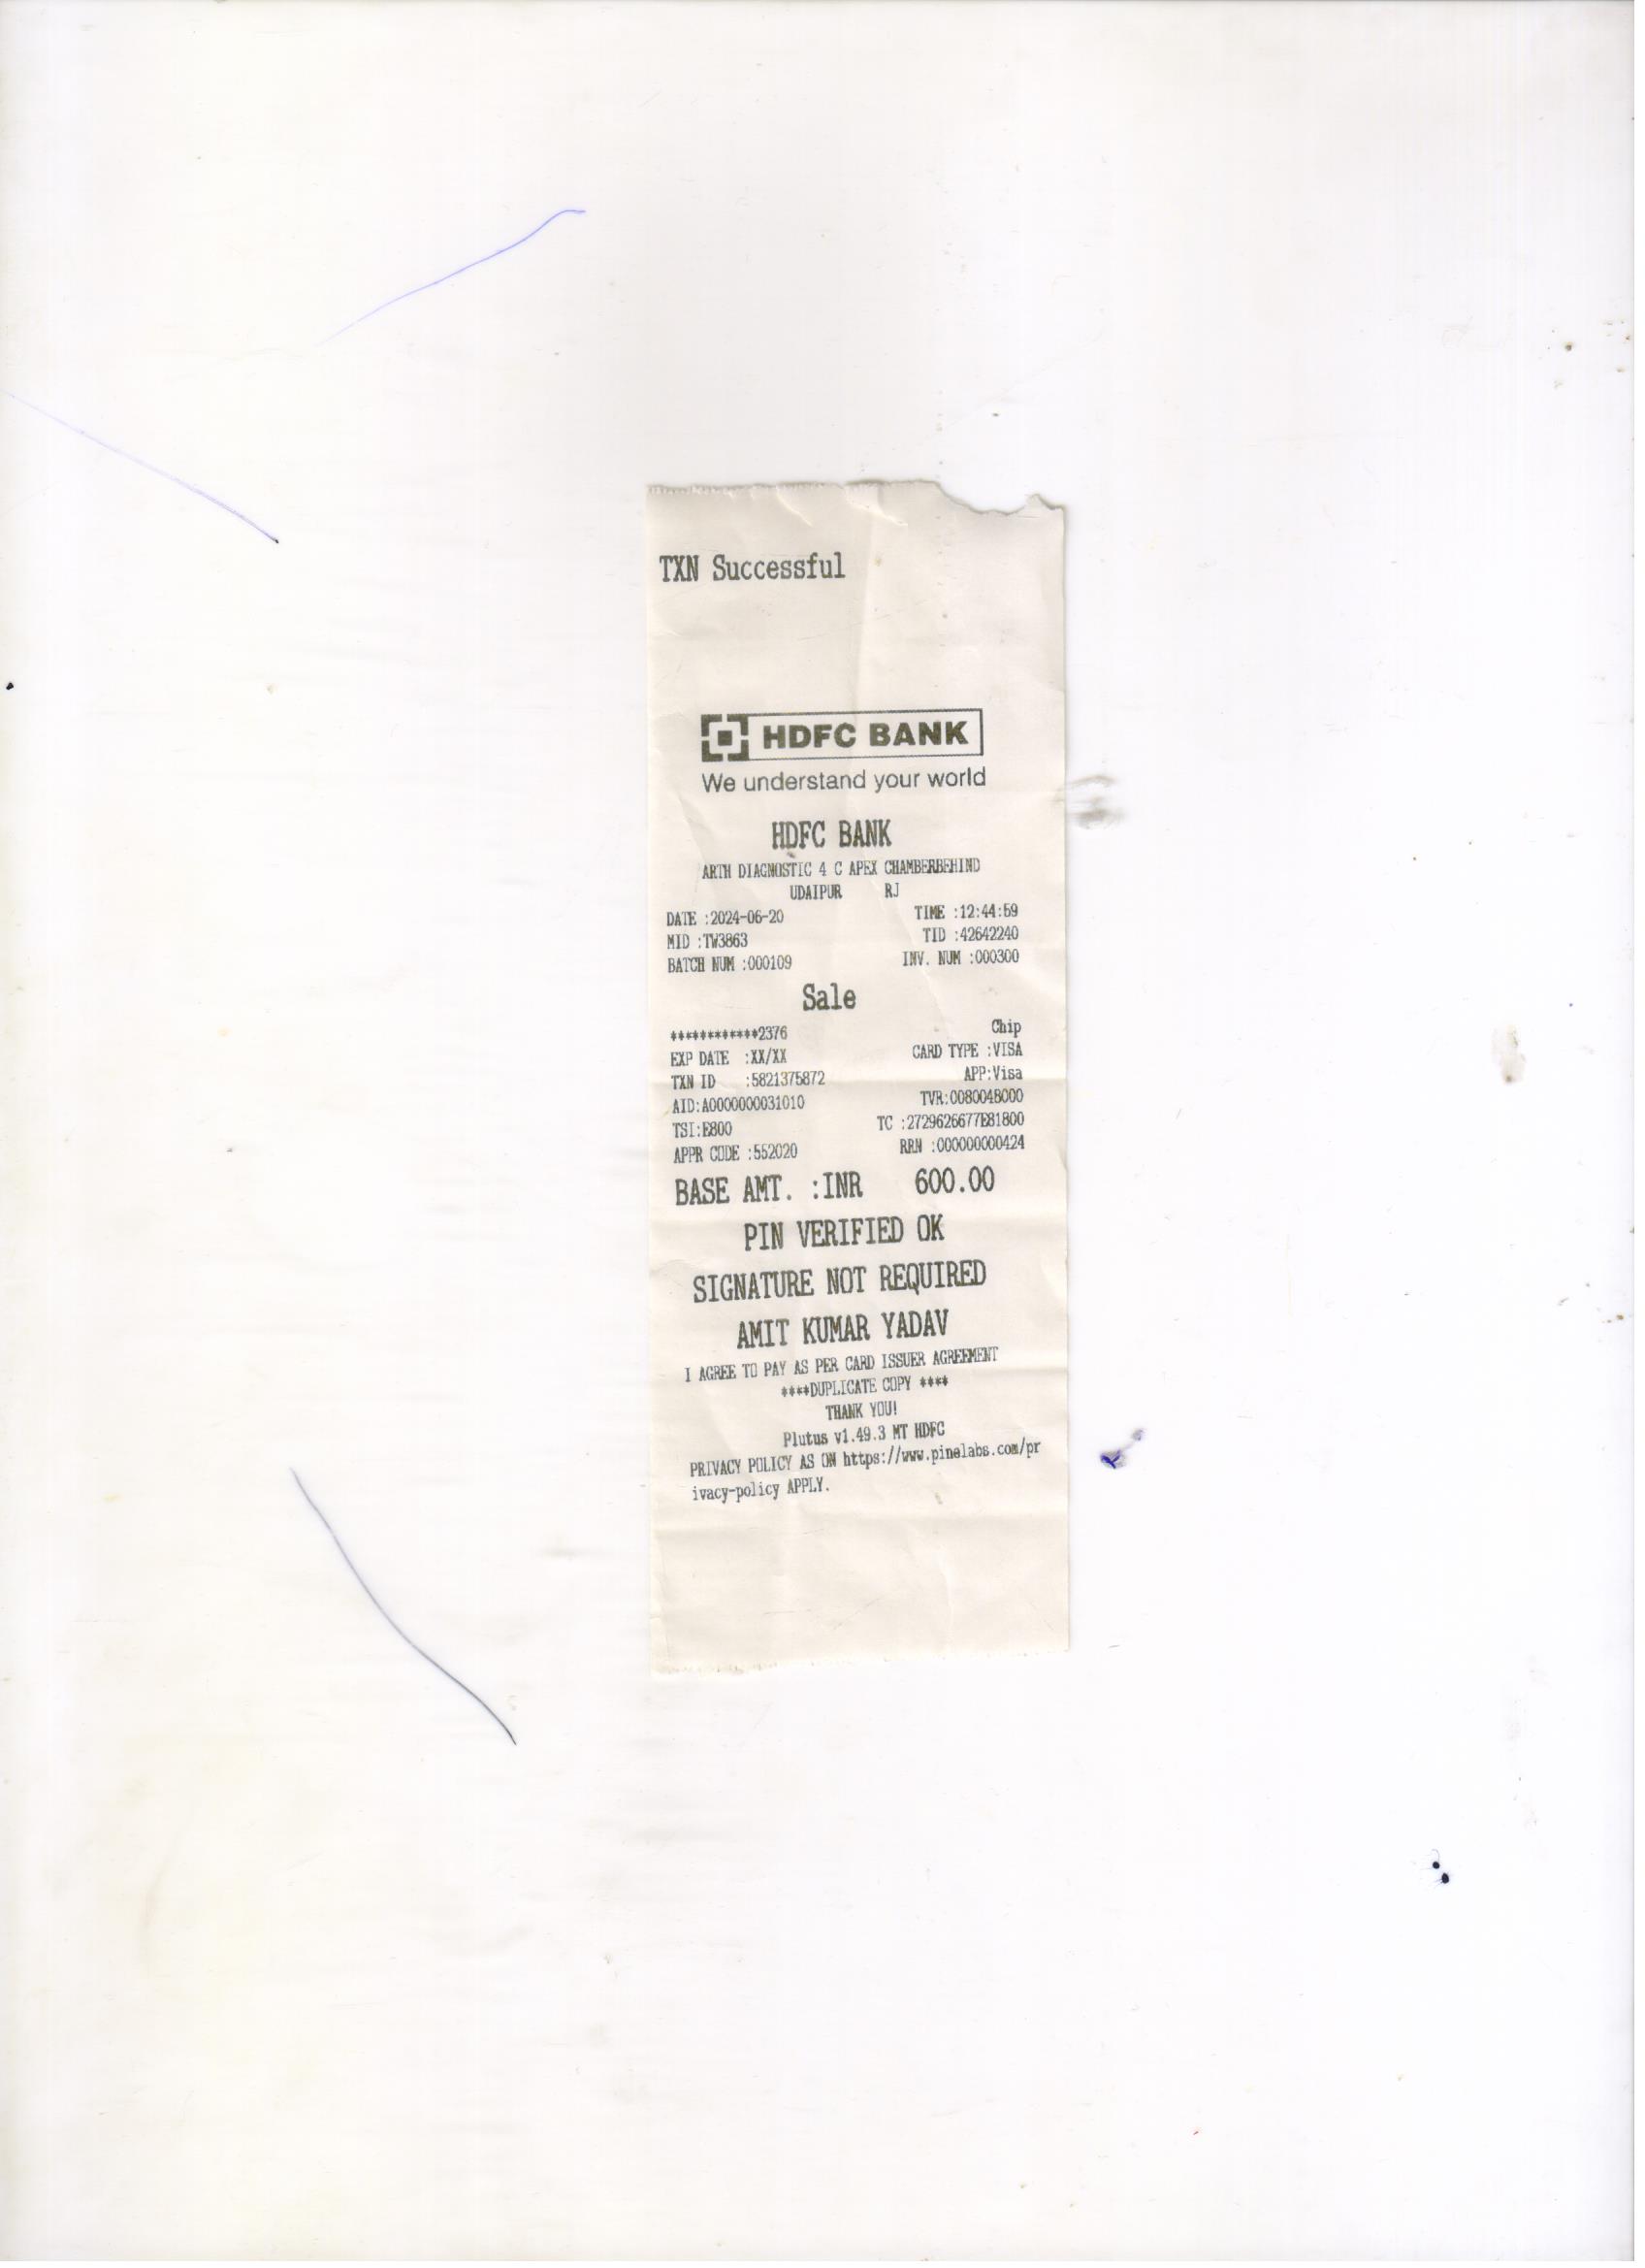 TXN Successful
HDFC BANK
We understand your world
HDFC BANK
ARTH DIAGNOSTIC 4 C APEX CHAMBERBEHIND
UDAIPUR RJ
DATE :2024-06-20 TIME :12:44:59
MID :TW3863 TID :42642240
BATCH NUM :000109 INV. NUM :000300
Sale
************2376 Chip
EXP DATE :XX/XX CARD TYPE :VISA
TXN ID :5821375872 APP:Visa
AID:A0000000031010 TVR:0080048000
TSI:E800 TC :2729626677E81800
APPR CODE :552020 RRN :000000000424
BASE AMT. :INR 600.00
PIN VERIFIED OK
SIGNATURE NOT REQUIRED
AMIT KUMAR YADAV
I AGREE TO PAY AS PER CARD ISSUER AGREEMENT
****DUPLICATE COPY ****
THANK YOU!
Plutus v1.49.3 MT HDFC
PRIVACY POLICY AS ON https://www.pinelabs.com/pr
ivacy-policy APPLY.